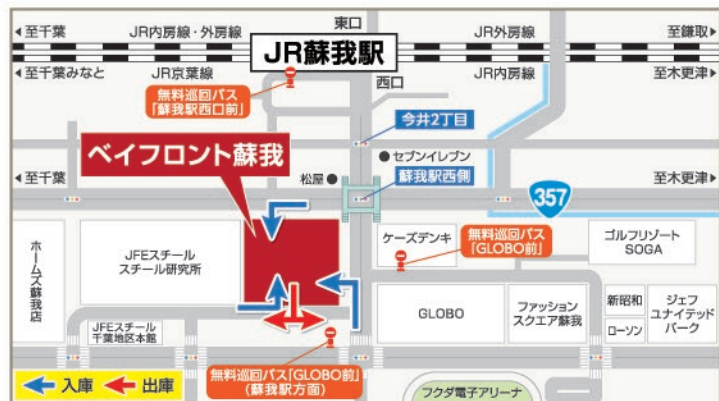 東口
至千葉
JR内房線・外房線
JR外房線
至鎌取
JR蘇我駅
至千葉みなと
JR京葉線
JR内房線
至木更津
無料巡回バス
「蘇我駅西口前」
西口
今井2丁目
ベイフロント蘇我
セブンイレブン
至千葉
松屋
蘇我駅西側
至木更津
357
ホームズ蘇我店
JFEスチール
スチール研究所
ケーズデンキ
無料巡回バス
「GLOBO前」
ゴルフリゾート
SOGA
GLOBO
ファッション
スクエア蘇我
新昭和
ローソン
ジェフ
ユナイテッド
パーク
JFEスチール
千葉地区本館
無料巡回バス「GLOBO前」
(蘇我駅方面)
入庫
出庫
フクダ電子アリーナ